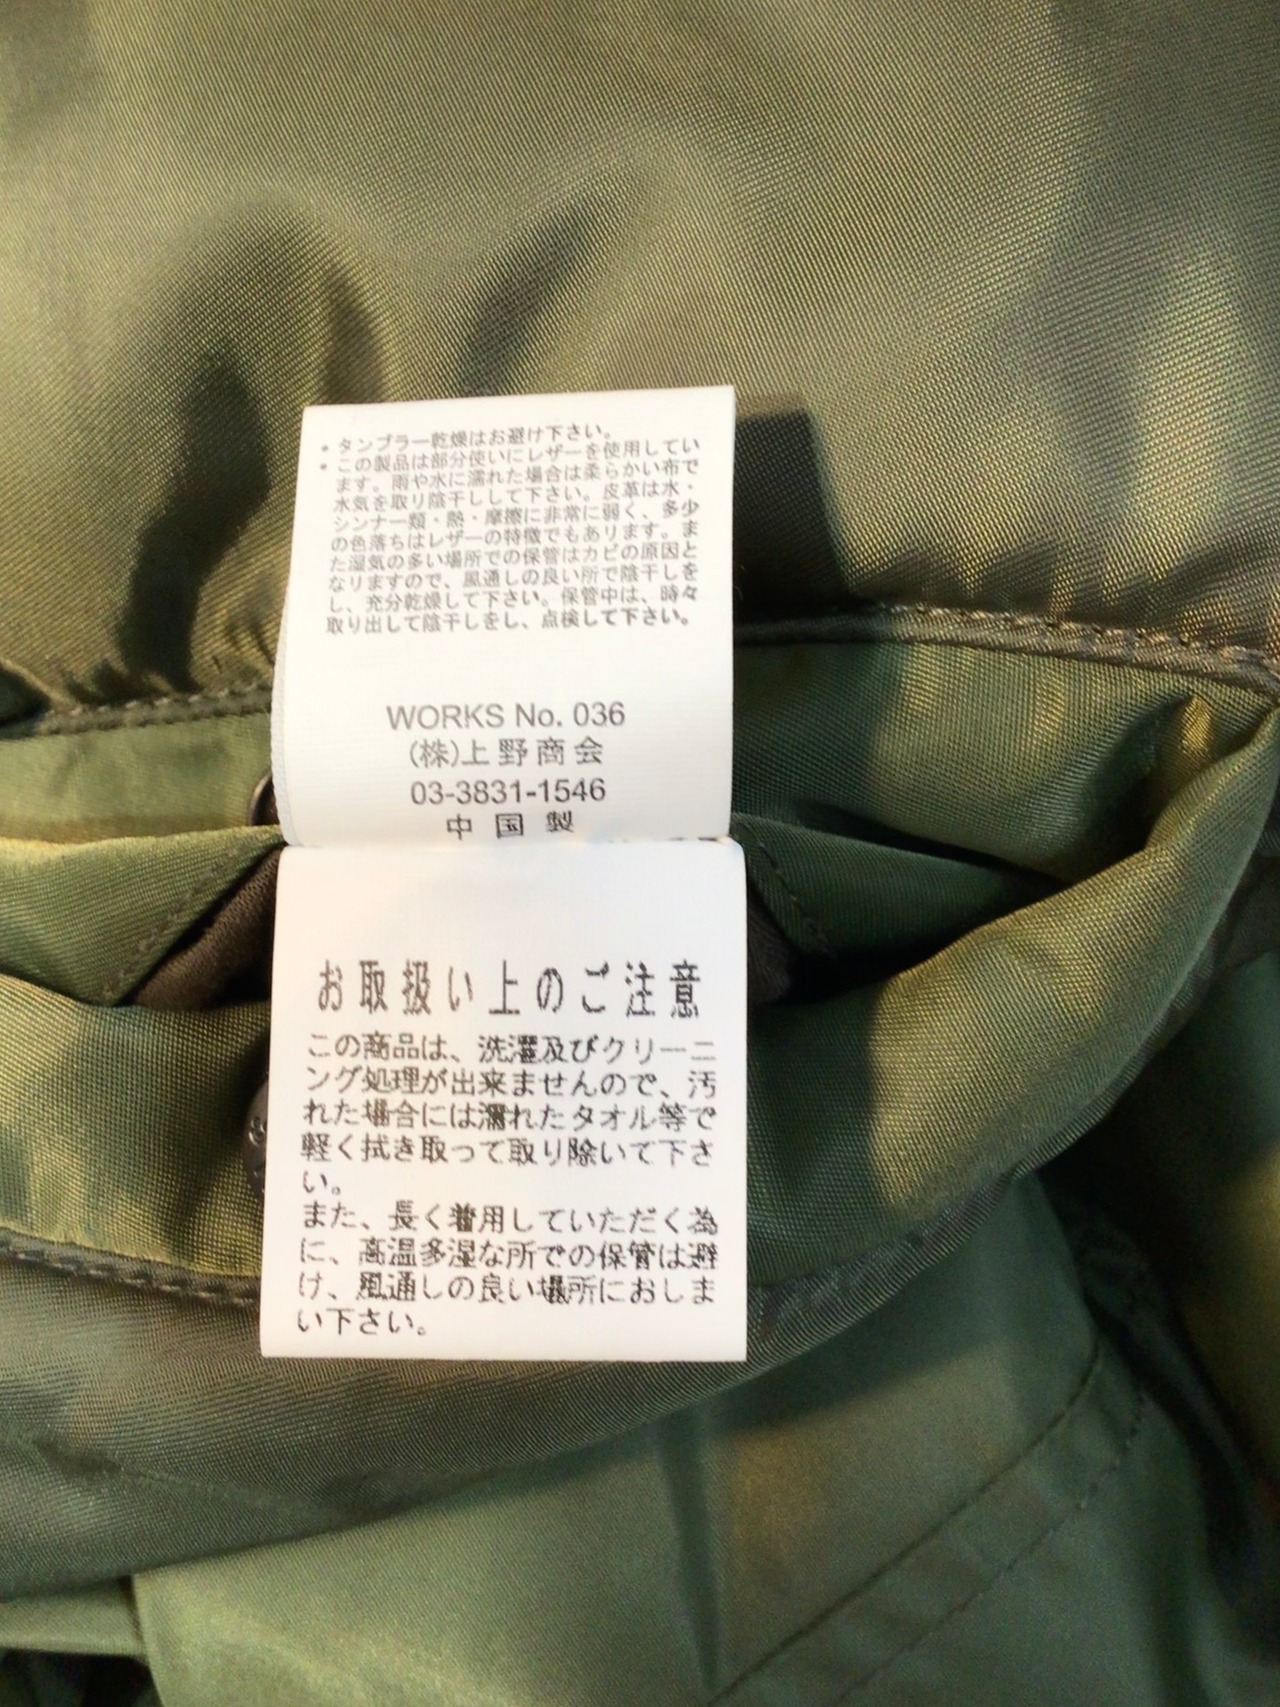 ・タンブラー乾燥はお避け下さい。
・この製品は部分使いにレザーを使用してい
ます。雨や水に濡れた場合は柔らかい布で
水気を取り陰干しして下さい。皮革は水・
シンナー類・熱・摩擦に非常に弱く、多少
の色落ちはレザーの特徴でもあります。ま
た湿気の多い場所での保管はカビの原因と
なりますので、風通しの良い所で陰干しを
し、充分乾燥して下さい。保管中は、時々
取り出して陰干しをし、点検して下さい。
WORKS No. 036
(株)上野商会
03-3831-1546
中国製
お取扱い上のご注意
この商品は、洗濯及びクリーニ
ング処理が出来ませんので、汚
れた場合には濡れたタオル等で
軽く拭き取って取り除いて下さ
い。
また、長く着用していただく為
に、高温多湿な所での保管は避
け、風通しの良い場所におしま
い下さい。